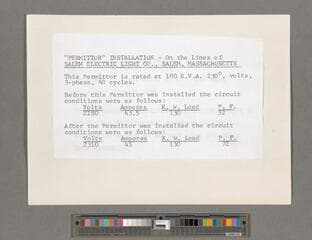 "PERMITTOR" INSTALLATION - On the Lines of
SALEM ELECTRIC LIGHT CO., SALEM, MASSACHUSETTS
This Permittor is rated at 100 K.V.A. 230°, volts,
3-phase, 60 cycles.
Before this Permittor was installed the circuit
conditions were as follows:
Volts Amperes K. w. Load P. F.
2280 63.5 130 52
After the Permittor was installed the circuit
conditions were as follows:
Volts Amperes K. w. Load P. F.
2310 45 130 72